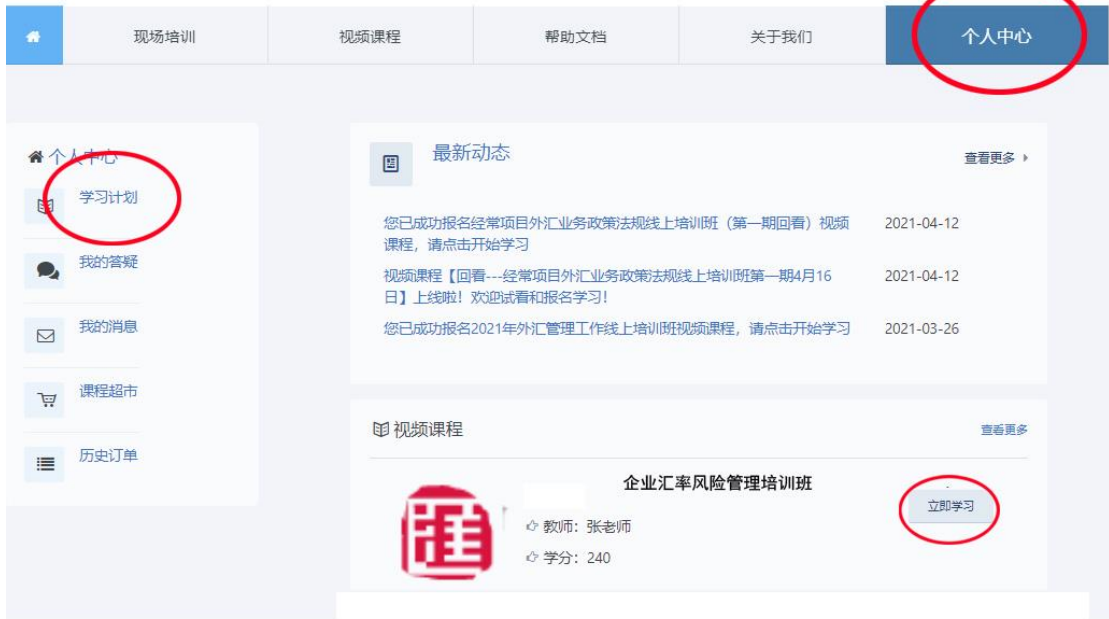 现场培训
视频课程
帮助文档
关于我们
个人中心
个人中心
学习计划
我的答疑
我的消息
课程超市
历史订单
最新动态
查看更多
您已成功报名经常项目外汇业务政策法规线上培训班（第一期回看）视频
课程，请点击开始学习
2021-04-12
视频课程【回看---经常项目外汇业务政策法规线上培训班第一期4月16
日】上线啦！欢迎试看和报名学习！
2021-04-12
您已成功报名2021年外汇管理工作线上培训班视频课程，请点击开始学习
2021-03-26
视频课程
查看更多
企业汇率风险管理培训班
汇
教师：张老师
学分：240
立即学习